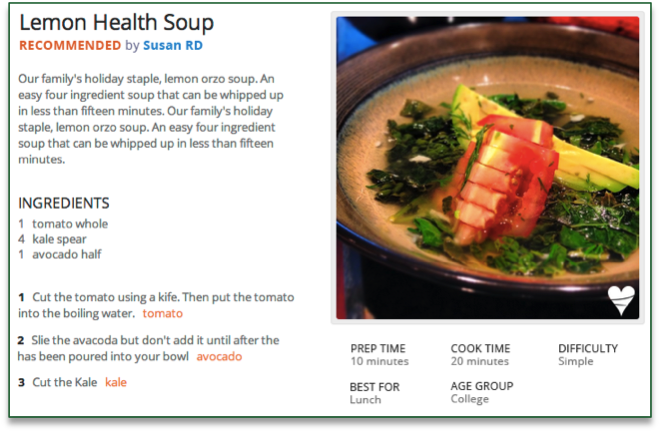 Lemon Health Soup
RECOMMENDED by Susan RD
Our family's holiday staple, lemon orzo soup. An
easy four ingredient soup that can be whipped up
in less than fifteen minutes. Our family's holiday
staple, lemon orzo soup. An easy four ingredient
soup that can be whipped up in less than fifteen
minutes.
INGREDIENTS
1 tomato whole
4 kale spear
1 avocado half
1 Cut the tomato using a kife. Then put the tomato
into the boiling water. tomato
2 Slie the avacoda but don't add it until after the
has been poured into your bowl avocado
3 Cut the Kale kale
PREP TIME
10 minutes
COOK TIME
20 minutes
DIFFICULTY
Simple
BEST FOR
Lunch
AGE GROUP
College